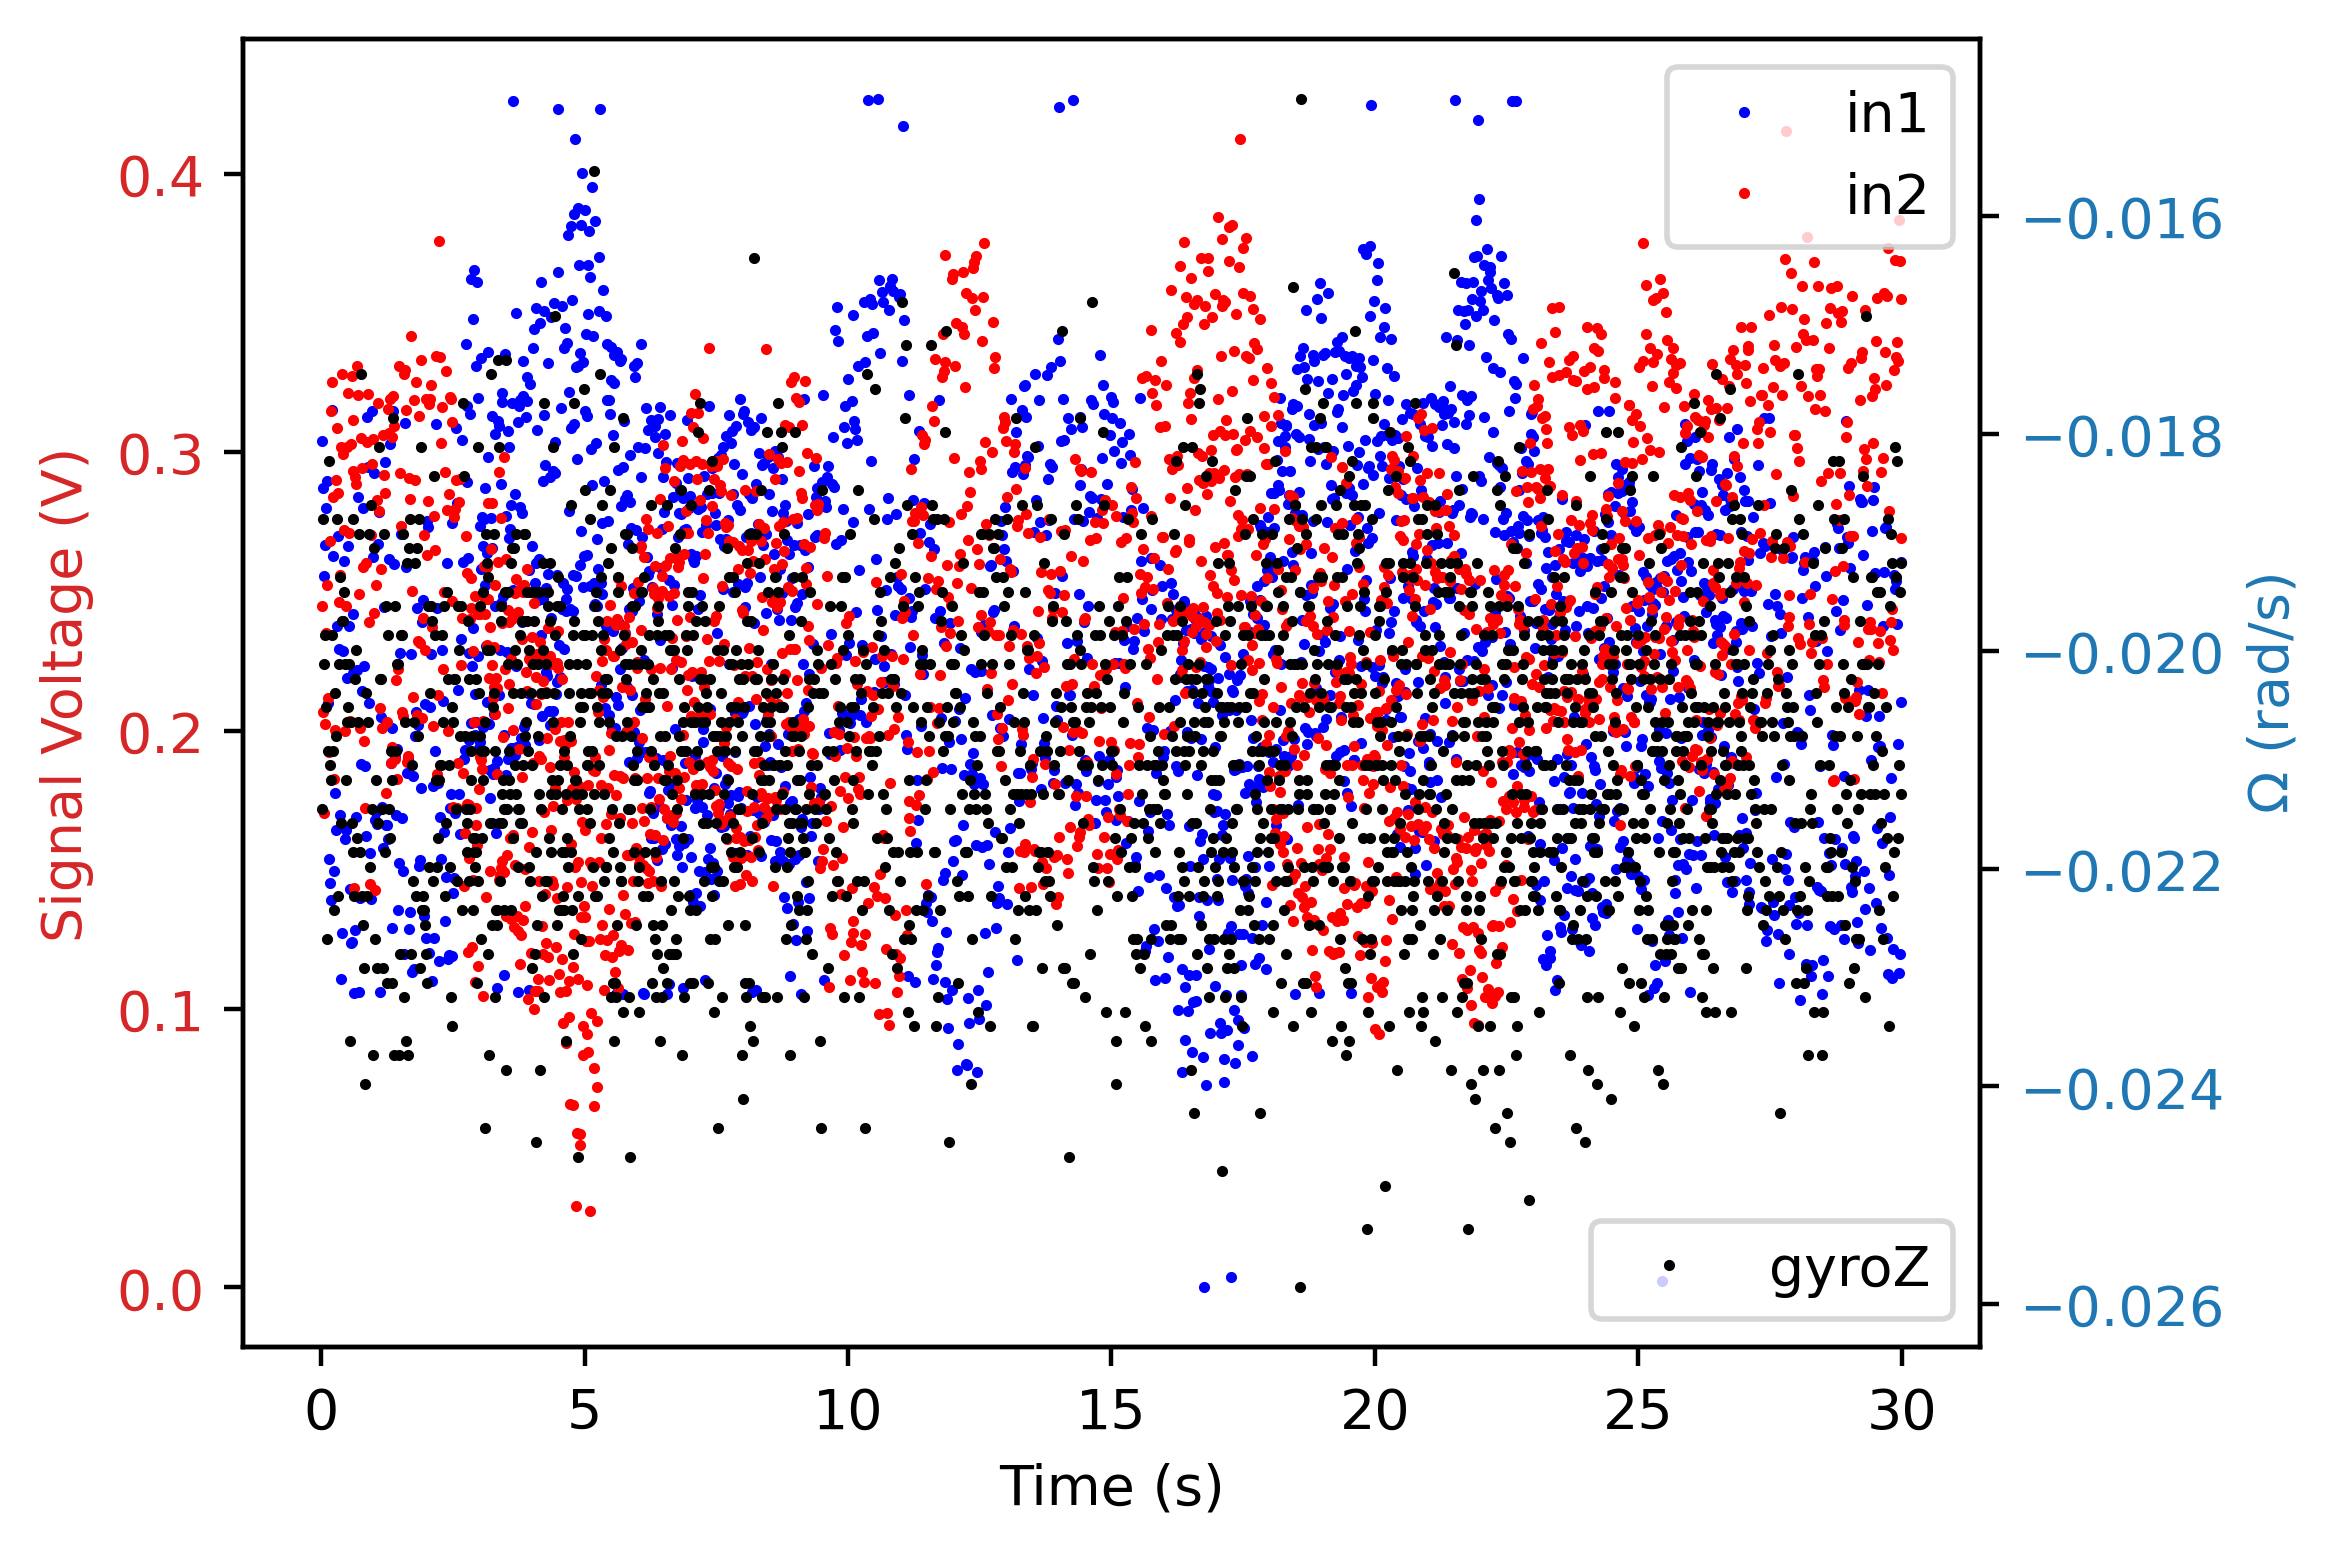 in1
in2
0.4
0.3
0.2
0.1
0.0
Signal Voltage (V)
−0.016
−0.018
−0.020
−0.022
−0.024
−0.026
Ω (rad/s)
gyroZ
0 5 10 15 20 25 30
Time (s)